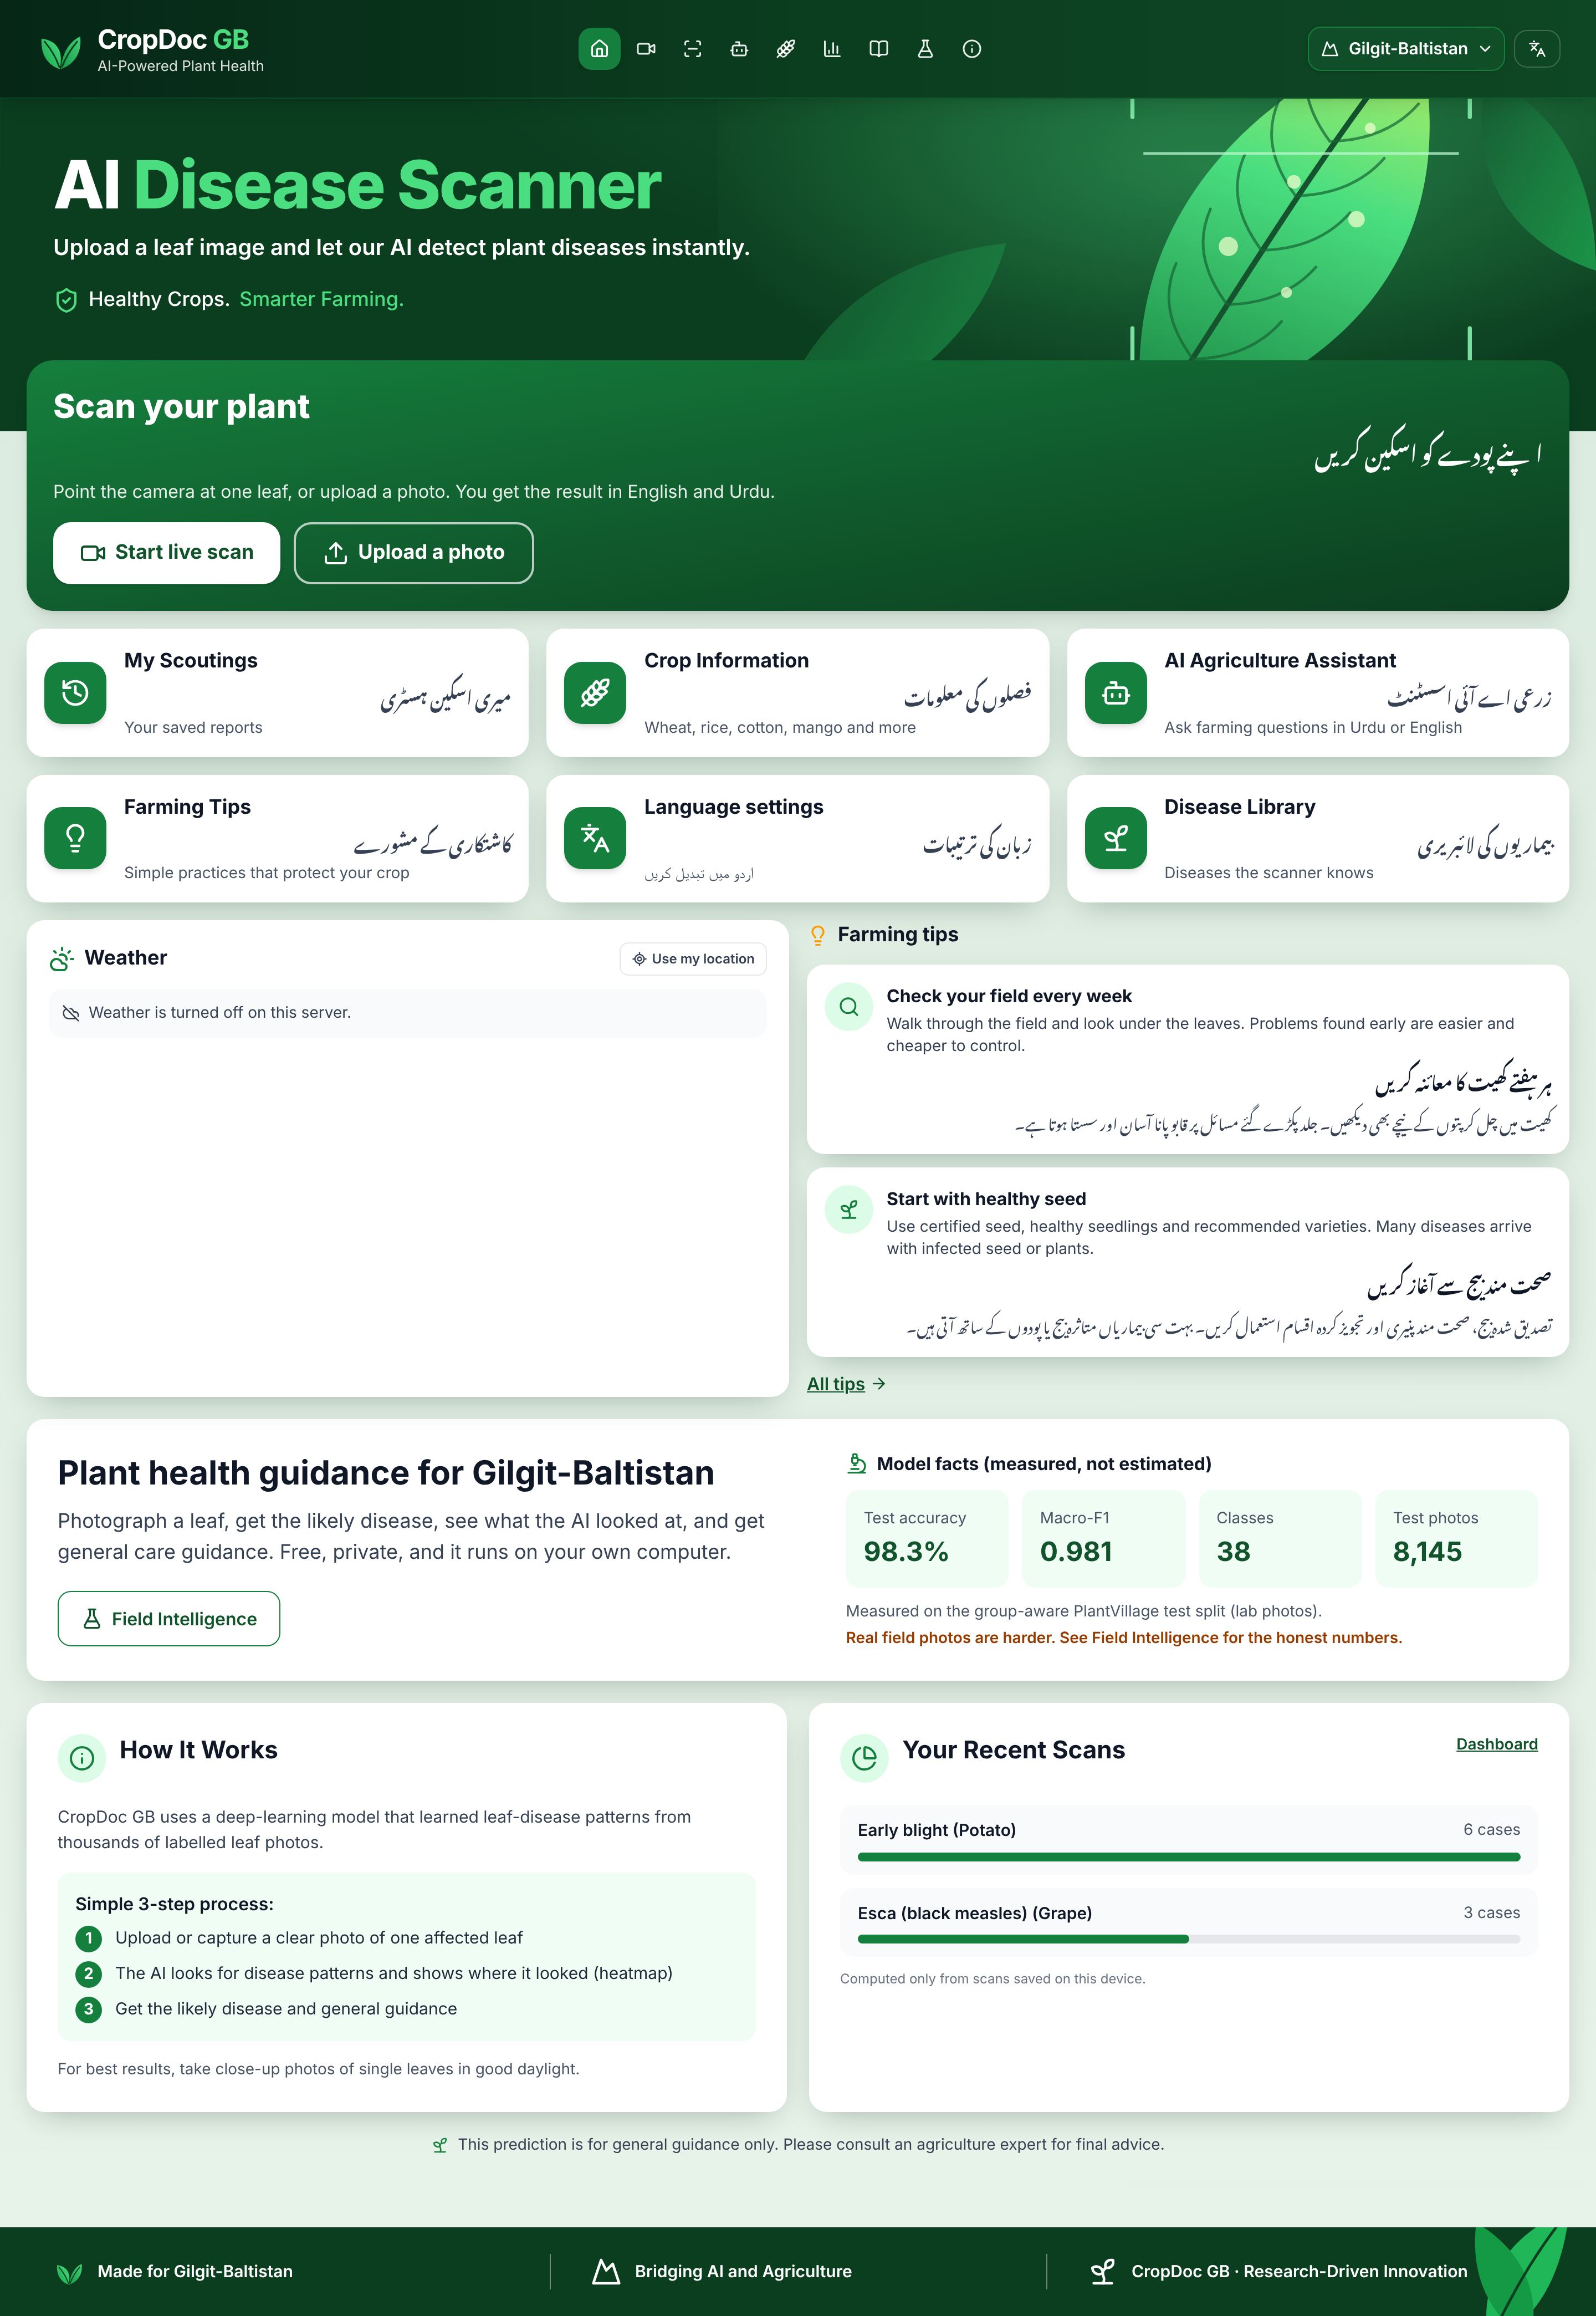 CropDoc GB
AI-Powered Plant Health
Gilgit-Baltistan
AI Disease Scanner
Upload a leaf image and let our AI detect plant diseases instantly.
Healthy Crops. Smarter Farming.
Scan your plant
اپنے پودے کو اسکین کریں
Point the camera at one leaf, or upload a photo. You get the result in English and Urdu.
Start live scan
Upload a photo
My Scoutings
میری اسکین ہسٹری
Your saved reports
Crop Information
فصلوں کی معلومات
Wheat, rice, cotton, mango and more
AI Agriculture Assistant
زرعی اے آئی اسسٹنٹ
Ask farming questions in Urdu or English
Farming Tips
کاشتکاری کے مشورے
Simple practices that protect your crop
Language settings
زبان کی ترتیبات
اردو میں تبدیل کریں
Disease Library
بیماریوں کی لائبریری
Diseases the scanner knows
Weather
Use my location
Weather is turned off on this server.
Farming tips
Check your field every week
Walk through the field and look under the leaves. Problems found early are easier and
cheaper to control.
ہر ہفتے کھیت کا معائنہ کریں
کھیت میں چل کر پتوں کے نیچے بھی دیکھیں۔ جلد پکڑے گئے مسائل پر قابو پانا آسان اور سستا ہوتا ہے۔
Start with healthy seed
Use certified seed, healthy seedlings and recommended varieties. Many diseases arrive
with infected seed or plants.
صحت مند بیج سے آغاز کریں
تصدیق شدہ بیج، صحت مند پنیری اور تجویز کردہ اقسام استعمال کریں۔ بہت سی بیماریاں متاثرہ بیج یا پودوں کے ساتھ آتی ہیں۔
All tips
Plant health guidance for Gilgit-Baltistan
Photograph a leaf, get the likely disease, see what the AI looked at, and get
general care guidance. Free, private, and it runs on your own computer.
Field Intelligence
Model facts (measured, not estimated)
Test accuracy
98.3%
Macro-F1
0.981
Classes
38
Test photos
8,145
Measured on the group-aware PlantVillage test split (lab photos).
Real field photos are harder. See Field Intelligence for the honest numbers.
How It Works
CropDoc GB uses a deep-learning model that learned leaf-disease patterns from
thousands of labelled leaf photos.
Simple 3-step process:
1 Upload or capture a clear photo of one affected leaf
2 The AI looks for disease patterns and shows where it looked (heatmap)
3 Get the likely disease and general guidance
For best results, take close-up photos of single leaves in good daylight.
Your Recent Scans
Dashboard
Early blight (Potato)
6 cases
Esca (black measles) (Grape)
3 cases
Computed only from scans saved on this device.
This prediction is for general guidance only. Please consult an agriculture expert for final advice.
Made for Gilgit-Baltistan
Bridging AI and Agriculture
CropDoc GB · Research-Driven Innovation